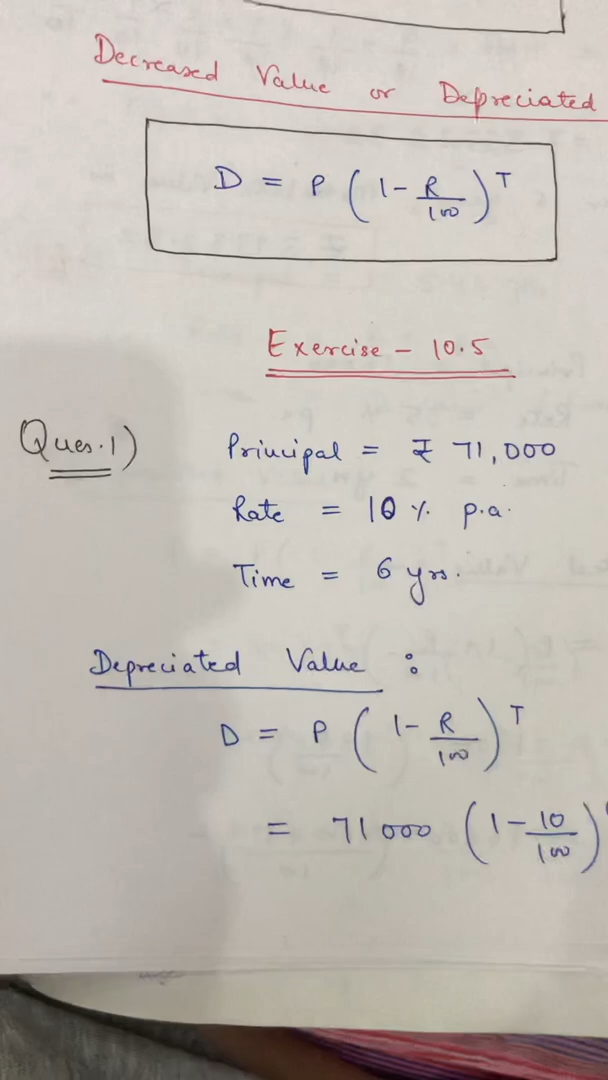 Decreased Value or Depreciated
D = P (1 - R/100)^T
Exercise - 10.5
Ques.1) Principal = ₹ 71,000
Rate = 10 % p.a.
Time = 6 yrs.
Depreciated Value :
D = P (1 - R/100)^T
= 71000 (1 - 10/100)